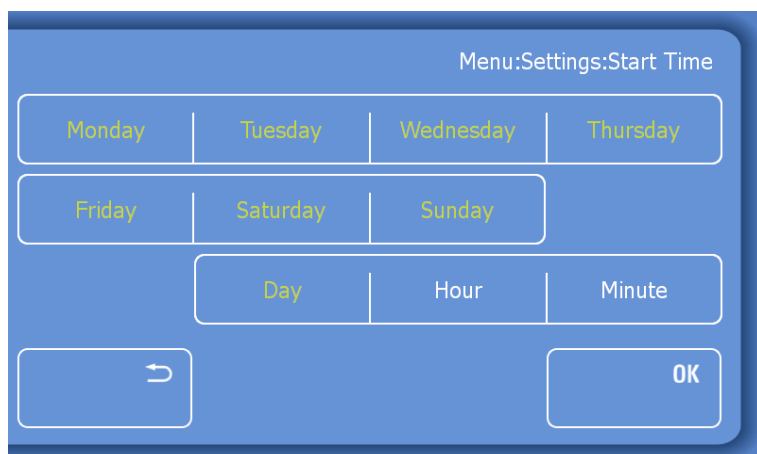 Menu:Settings:Start Time
Monday Tuesday Wednesday Thursday
Friday Saturday Sunday
Day Hour Minute
OK